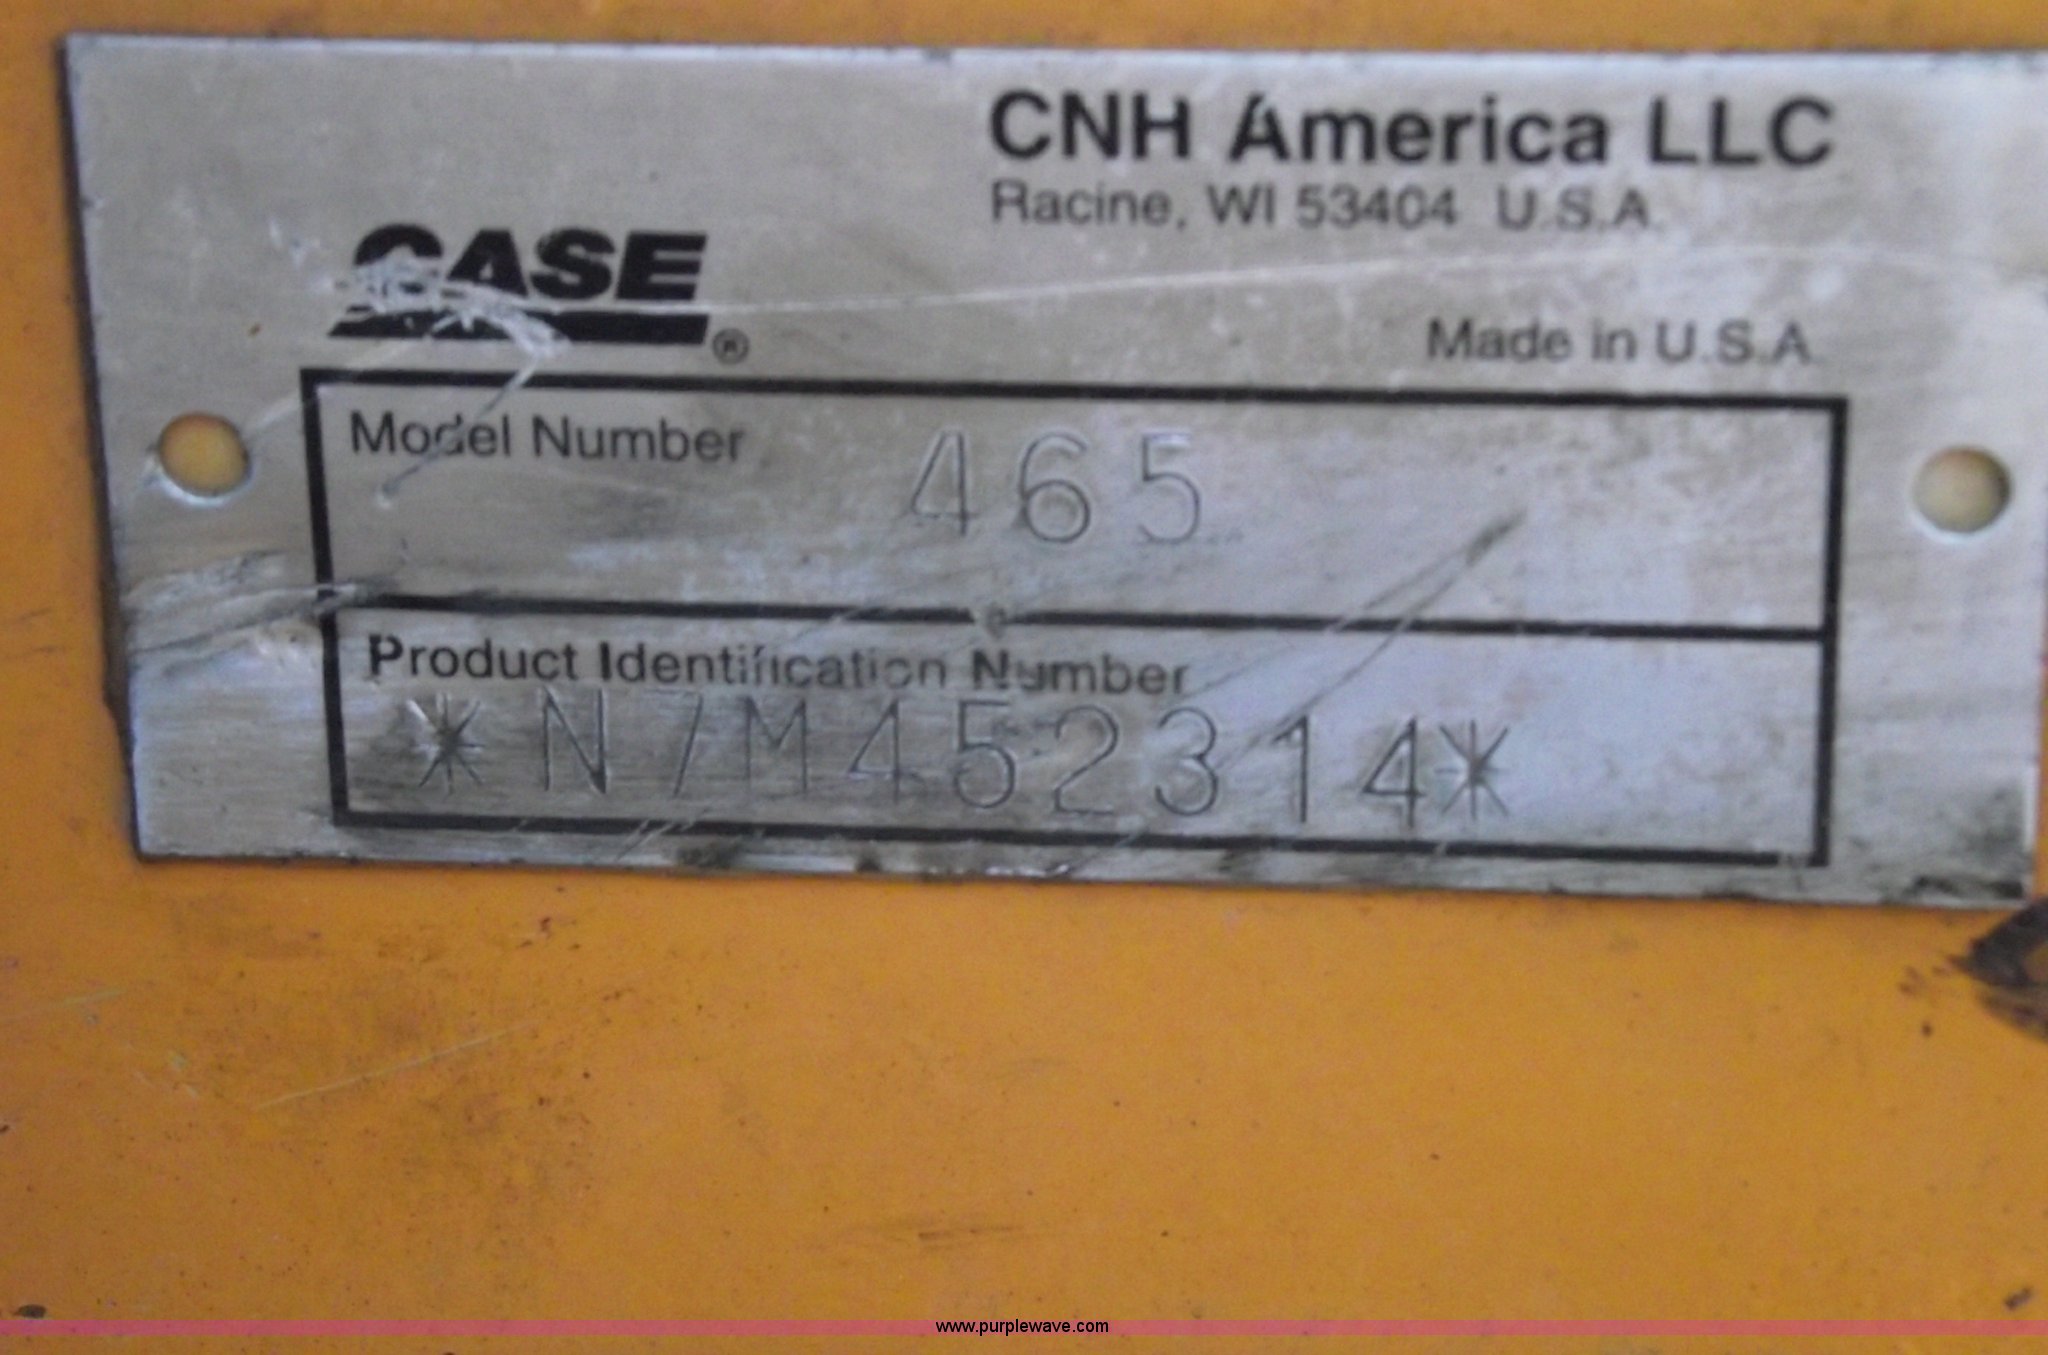 CNH America LLC
Racine, WI 53404 U.S.A.
CASE®
Made in U.S.A.
Model Number 465
Product Identification Number
*N7M452314*
www.purplewave.com